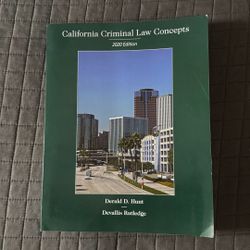 California Criminal Law Concepts
2020 Edition
Derald D. Hunt
Devallis Rutledge